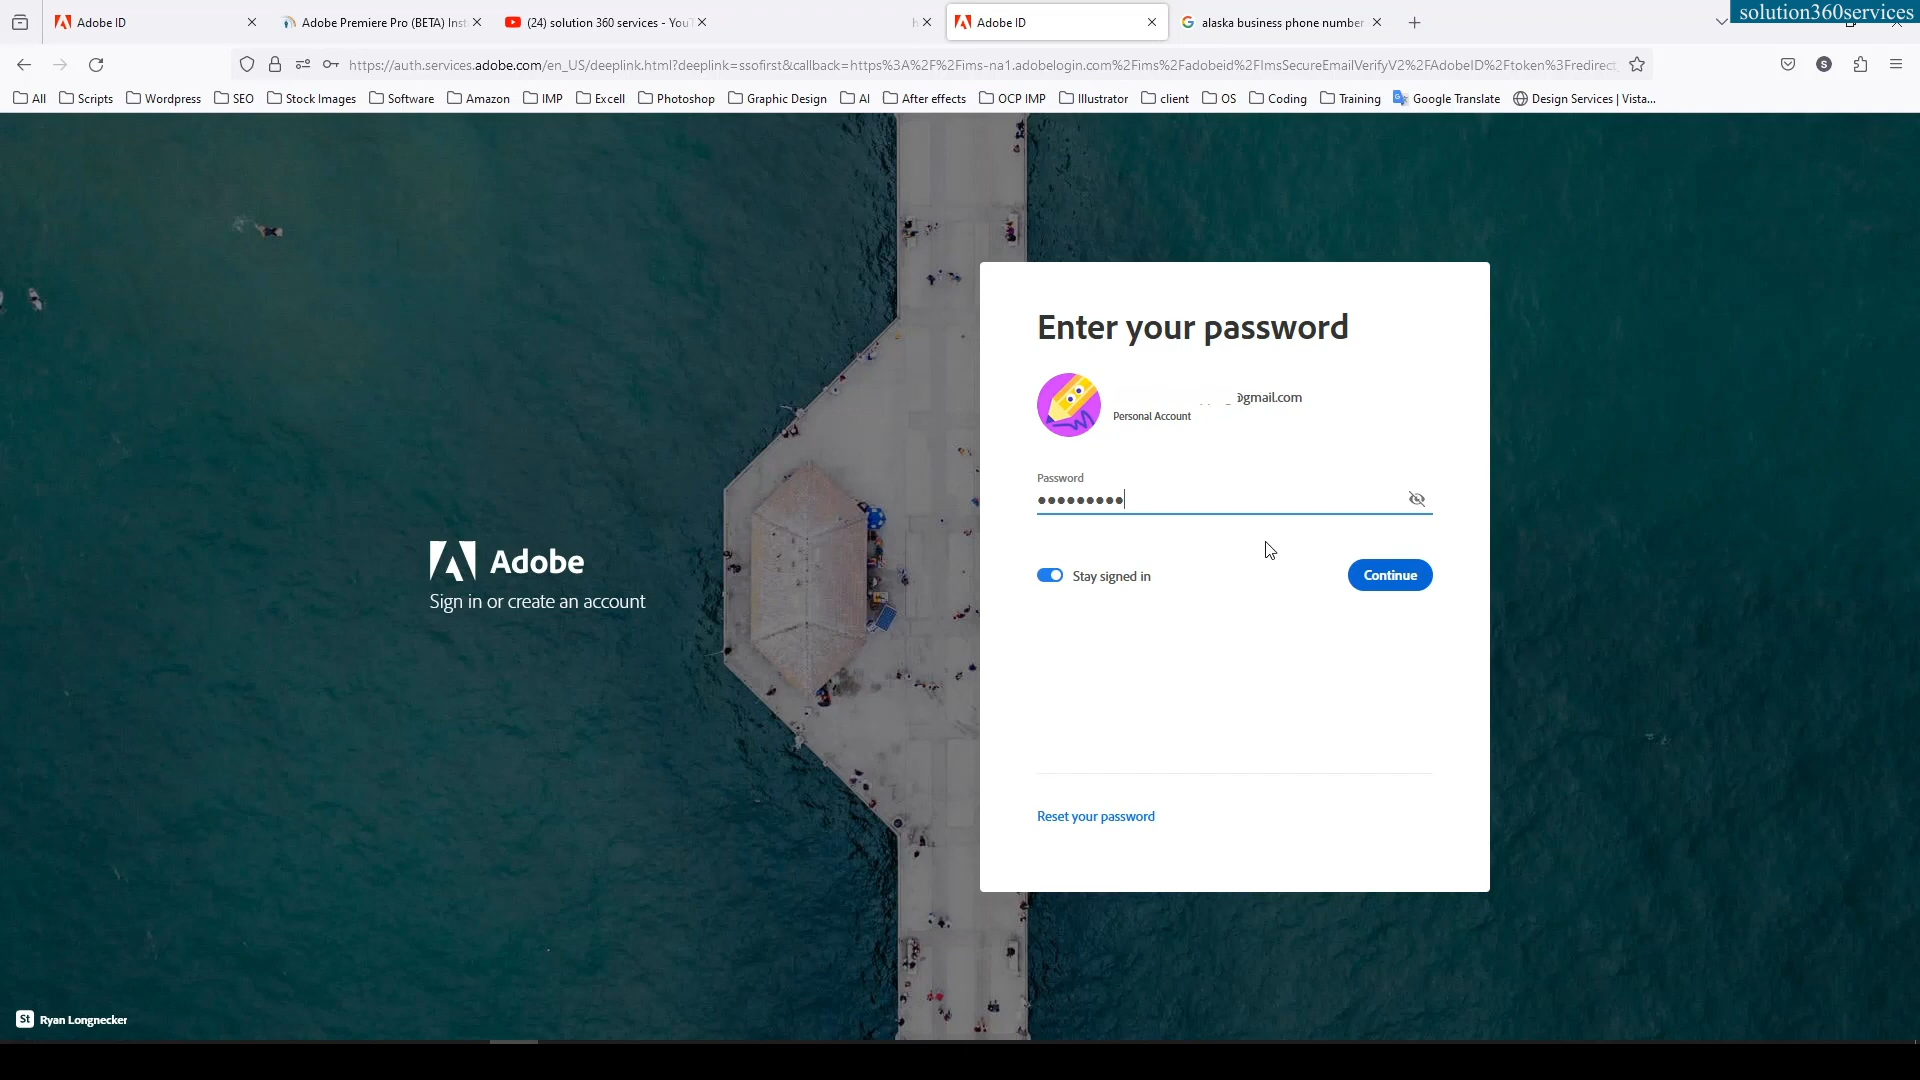 solution360services
Adobe ID
Adobe Premiere Pro (BETA) Inst
(24) solution 360 services - YouT
h
Adobe ID
alaska business phone number
https://auth.services.adobe.com/en_US/deeplink.html?deeplink=ssofirst&callback=https%3A%2F%2Fims-na1.adobelogin.com%2Fims%2Fadobeid%2FImsSecureEmailVerifyV2%2FAdobeID%2Ftoken%3Fredirect_
S
All Scripts Wordpress SEO Stock Images Software Amazon IMP Excell Photoshop Graphic Design AI After effects OCP IMP Illustrator client OS Coding Training Google Translate Design Services | Vista...
Adobe
Sign in or create an account
Enter your password
@gmail.com
Personal Account
Password
Stay signed in
Continue
Reset your password
St Ryan Longnecker